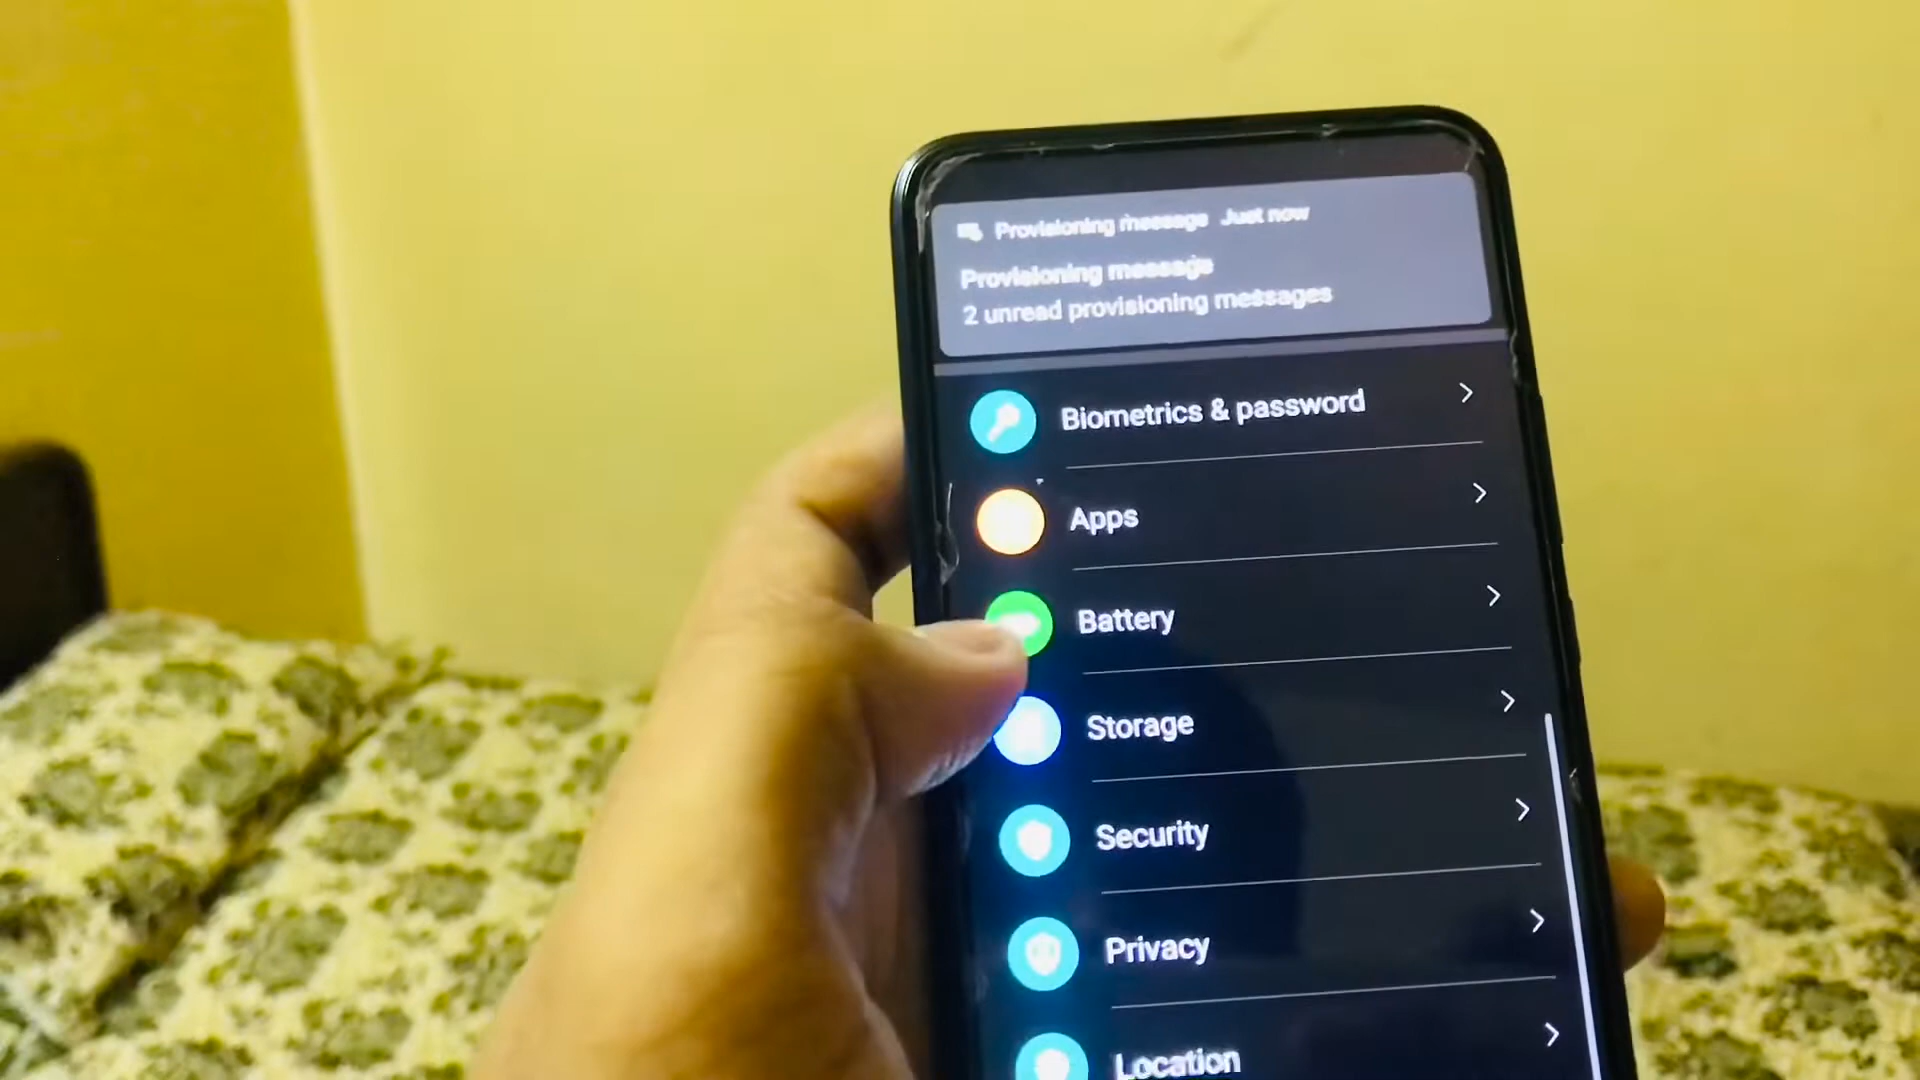 Provisioning message Just now
Provisioning message
2 unread provisioning messages
Biometrics & password
Apps
Battery
Storage
Security
Privacy
Location